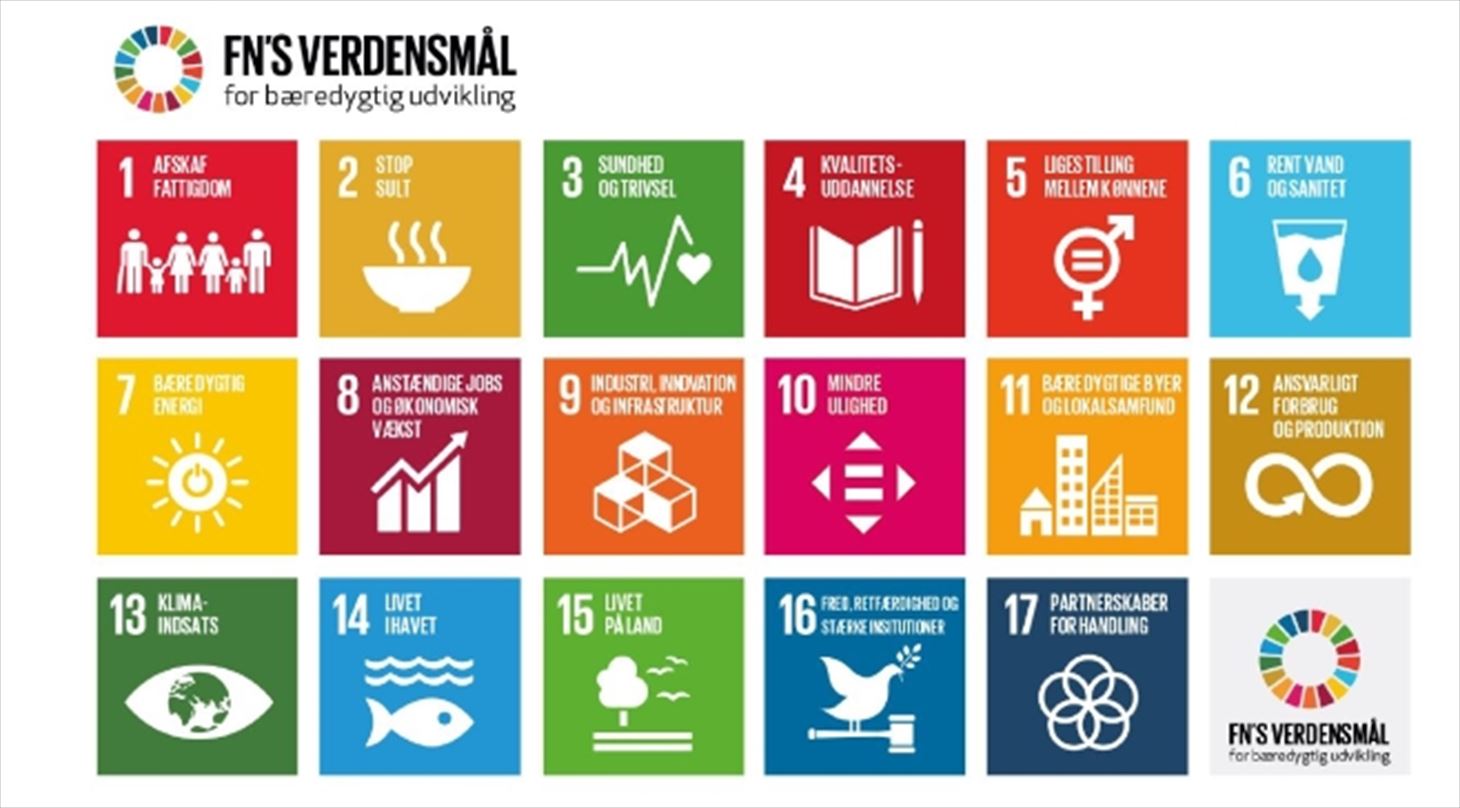 FN'S VERDENSMÅL
for bæredygtig udvikling
1 AFSKAF
FATTIGDOM
2 STOP
SULT
3 SUNDHED
OG TRIVSEL
4 KVALITETS-
UDDANNELSE
5 LIGESTILLING
MELLEM KØNNENE
6 RENT VAND
OG SANITET
7 BÆREDYGTIG
ENERGI
8 ANSTÆNDIGE JOBS
OG ØKONOMISK
VÆKST
9 INDUSTRI, INNOVATION
OG INFRASTRUKTUR
10 MINDRE
ULIGHED
11 BÆREDYGTIGE BYER
OG LOKALSAMFUND
12 ANSVARLIGT
FORBRUG
OG PRODUKTION
13 KLIMA-
INDSATS
14 LIVET
I HAVET
15 LIVET
PÅ LAND
16 FRED, RETFÆRDIGHED OG
STÆRKE INSITUTIONER
17 PARTNERSKABER
FOR HANDLING
FN'S VERDENSMÅL
for bæredygtig udvikling